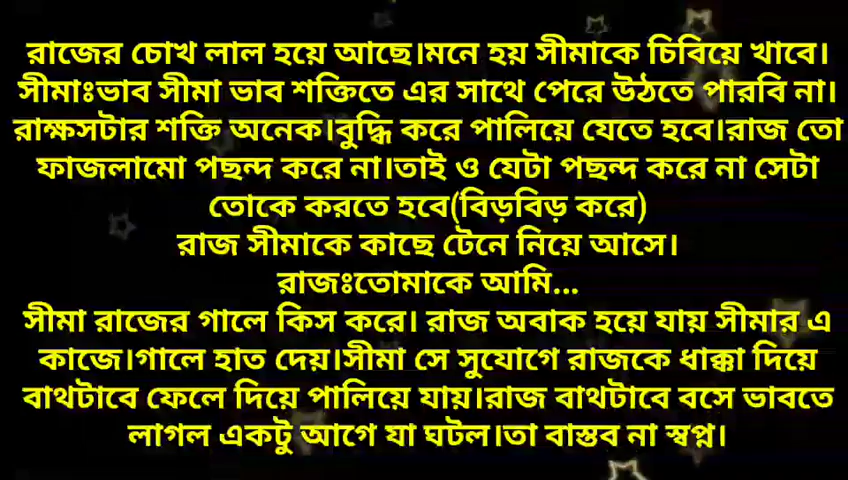 রাজের চোখ লাল হয়ে আছে।মনে হয় সীমাকে চিবিয়ে খাবে।
সীমাঃভাব সীমা ভাব শক্তিতে এর সাথে পেরে উঠতে পারবি না।
রাক্ষসটার শক্তি অনেক।বুদ্ধি করে পালিয়ে যেতে হবে।রাজ তো
ফাজলামো পছন্দ করে না।তাই ও যেটা পছন্দ করে না সেটা
তোকে করতে হবে(বিড়বিড় করে)
রাজ সীমাকে কাছে টেনে নিয়ে আসে।
রাজঃতোমাকে আমি...
সীমা রাজের গালে কিস করে। রাজ অবাক হয়ে যায় সীমার এ
কাজে।গালে হাত দেয়।সীমা সে সুযোগে রাজকে ধাক্কা দিয়ে
বাথটাবে ফেলে দিয়ে পালিয়ে যায়।রাজ বাথটাবে বসে ভাবতে
লাগল একটু আগে যা ঘটল।তা বাস্তব না স্বপ্ন।